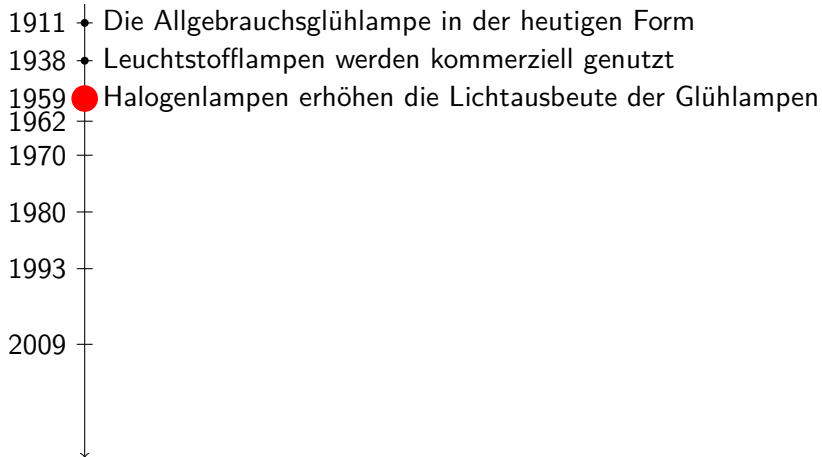 1911 Die Allgebrauchsglühlampe in der heutigen Form
1938 Leuchtstofflampen werden kommerziell genutzt
1959 Halogenlampen erhöhen die Lichtausbeute der Glühlampen
1962
1970
1980
1993
2009